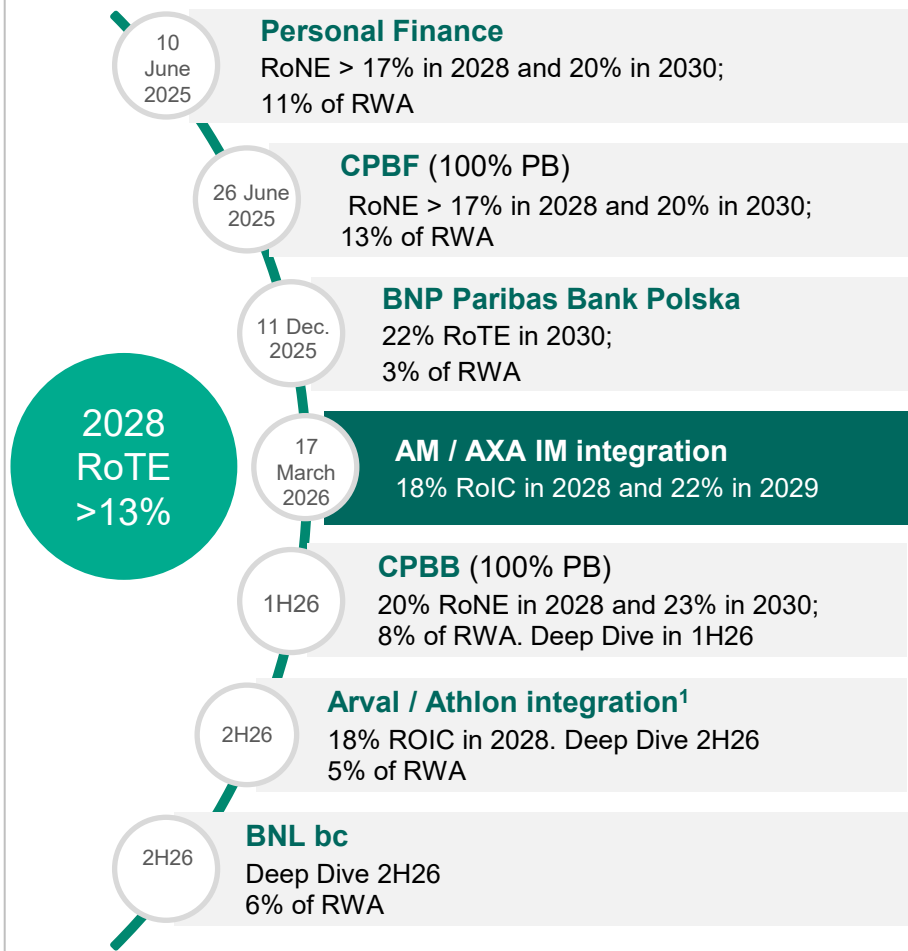 10
June
2025
Personal Finance
RoNE > 17% in 2028 and 20% in 2030;
11% of RWA
26 June
2025
CPBF (100% PB)
RoNE > 17% in 2028 and 20% in 2030;
13% of RWA
11 Dec.
2025
BNP Paribas Bank Polska
22% RoTE in 2030;
3% of RWA
2028
RoTE
>13%
17
March
2026
AM / AXA IM integration
18% RoIC in 2028 and 22% in 2029
1H26
CPBB (100% PB)
20% RoNE in 2028 and 23% in 2030;
8% of RWA. Deep Dive in 1H26
2H26
Arval / Athlon integration¹
18% ROIC in 2028. Deep Dive 2H26
5% of RWA
2H26
BNL bc
Deep Dive 2H26
6% of RWA